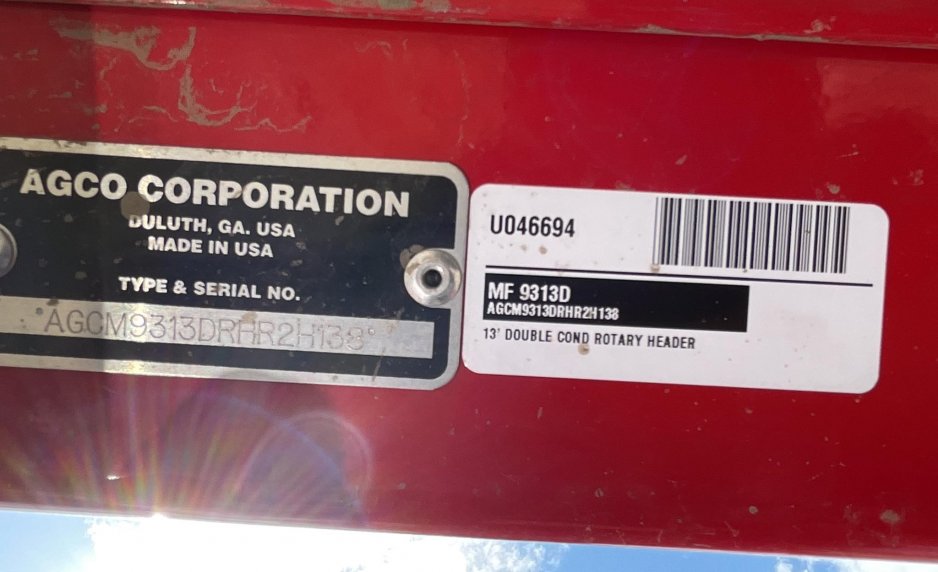 AGCO CORPORATION
DULUTH, GA. USA
MADE IN USA
TYPE & SERIAL NO.
*AGCM9313DRHR2H138*
U046694
MF 9313D
AGCM9313DRHR2H138
13' DOUBLE COND ROTARY HEADER